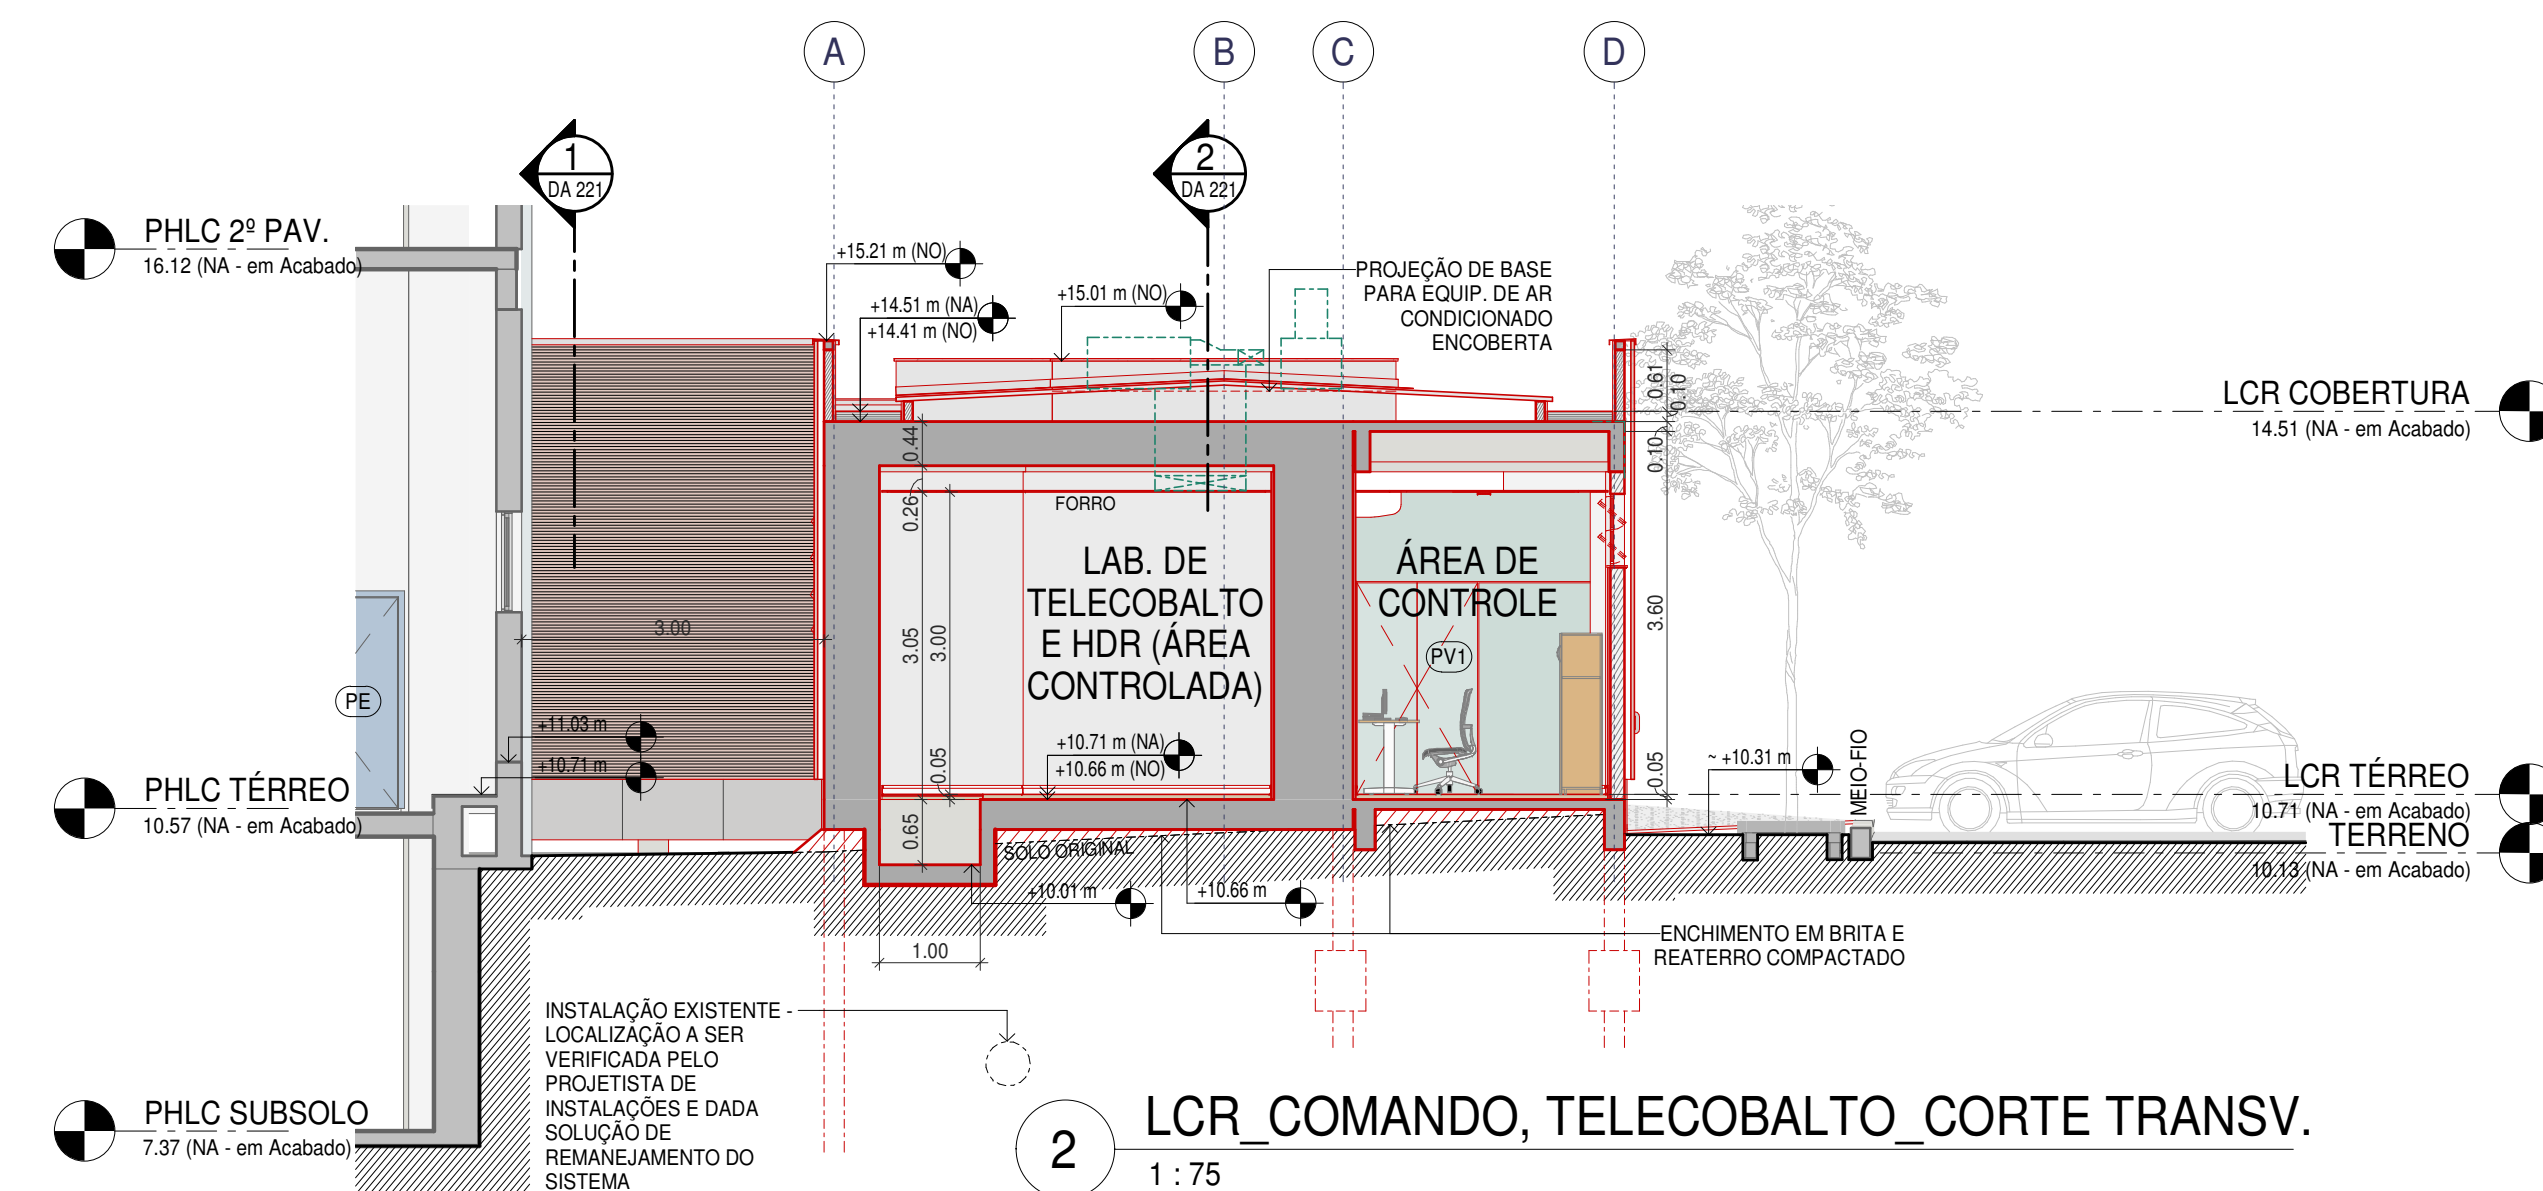 A
B
C
D
1
DA 221
2
DA 221
PHLC 2º PAV.
16.12 (NA - em Acabado)
+15.21 m (NO)
+14.51 m (NA)
+14.41 m (NO)
+15.01 m (NO)
PROJEÇÃO DE BASE
PARA EQUIP. DE AR
CONDICIONADO
ENCOBERTA
0.61
0.10
LCR COBERTURA
14.51 (NA - em Acabado)
0.44
0.10
0.26
FORRO
LAB. DE
TELECOBALTO
E HDR (ÁREA
CONTROLADA)
ÁREA DE
CONTROLE
3.00
3.05
3.00
3.60
PV1
PE
+11.03 m
+10.71 m
+10.71 m (NA)
+10.66 m (NO)
0.05
0.05
~ +10.31 m
MEIO-FIO
PHLC TÉRREO
10.57 (NA - em Acabado)
LCR TÉRREO
10.71 (NA - em Acabado)
TERRENO
10.13 (NA - em Acabado)
0.65
SOLO ORIGINAL
+10.01 m
+10.66 m
1.00
ENCHIMENTO EM BRITA E
REATERRO COMPACTADO
INSTALAÇÃO EXISTENTE -
LOCALIZAÇÃO A SER
VERIFICADA PELO
PROJETISTA DE
INSTALAÇÕES E DADA
SOLUÇÃO DE
REMANEJAMENTO DO
SISTEMA
PHLC SUBSOLO
7.37 (NA - em Acabado)
2
LCR_COMANDO, TELECOBALTO_CORTE TRANSV.
1 : 75